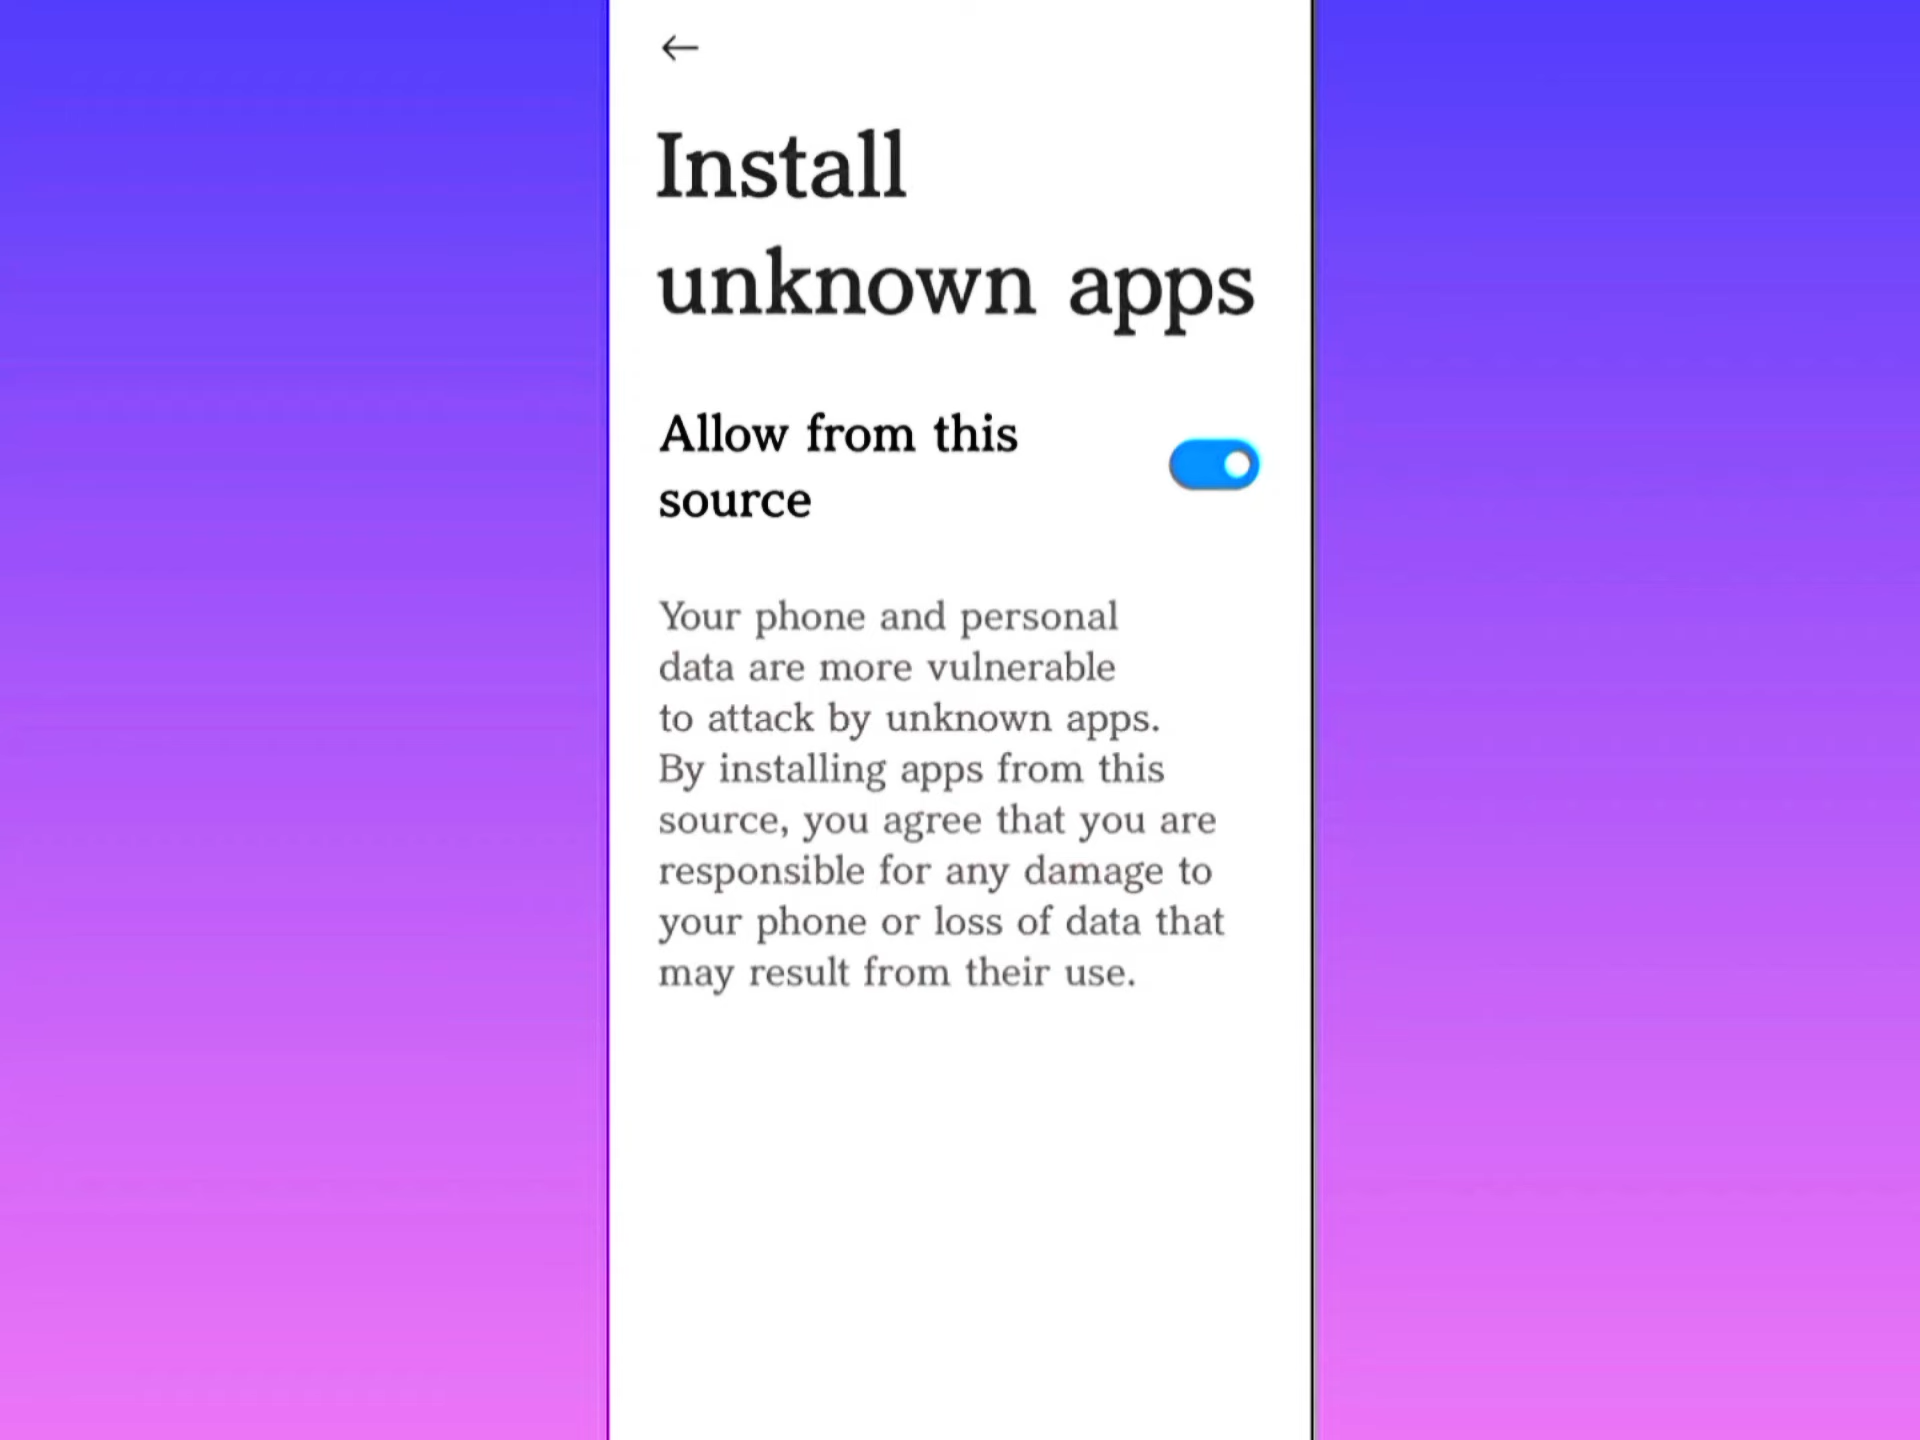 Install
unknown apps
Allow from this
source
Your phone and personal
data are more vulnerable
to attack by unknown apps.
By installing apps from this
source, you agree that you are
responsible for any damage to
your phone or loss of data that
may result from their use.